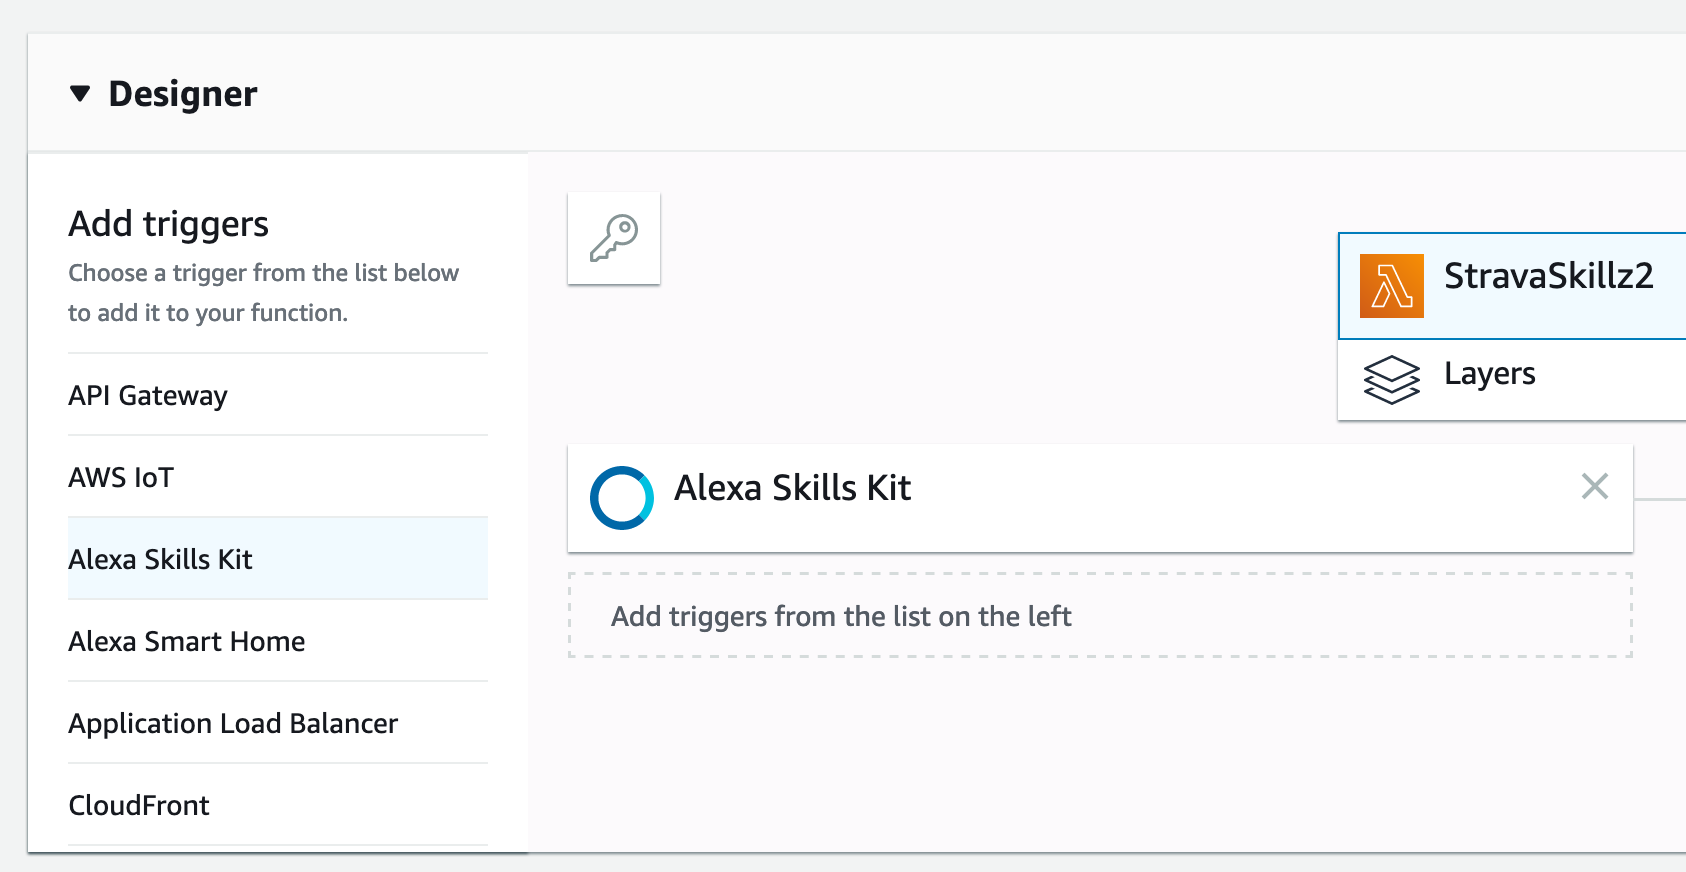 Designer
Add triggers
Choose a trigger from the list below
to add it to your function.
API Gateway
AWS IoT
Alexa Skills Kit
Alexa Smart Home
Application Load Balancer
CloudFront
StravaSkillz2
Layers
Alexa Skills Kit
Add triggers from the list on the left